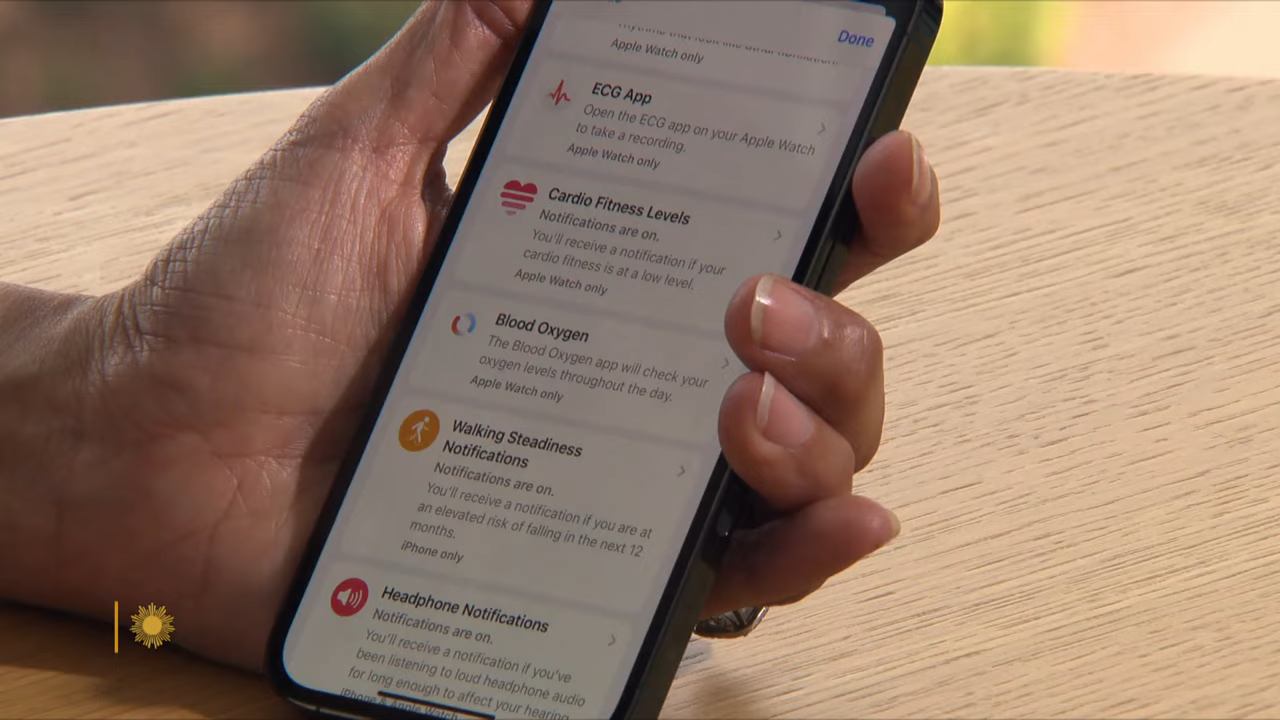 Done
Apple Watch only
ECG App
Open the ECG app on your Apple Watch
to take a recording.
Apple Watch only
Cardio Fitness Levels
Notifications are on.
You'll receive a notification if your
cardio fitness is at a low level.
Apple Watch only
Blood Oxygen
The Blood Oxygen app will check your
oxygen levels throughout the day.
Apple Watch only
Walking Steadiness
Notifications
Notifications are on.
You'll receive a notification if you are at
an elevated risk of falling in the next 12
months.
iPhone only
Headphone Notifications
Notifications are on.
You'll receive a notification if you've
been listening to loud headphone audio
for long enough to affect your hearing
iPhone & Apple Watch